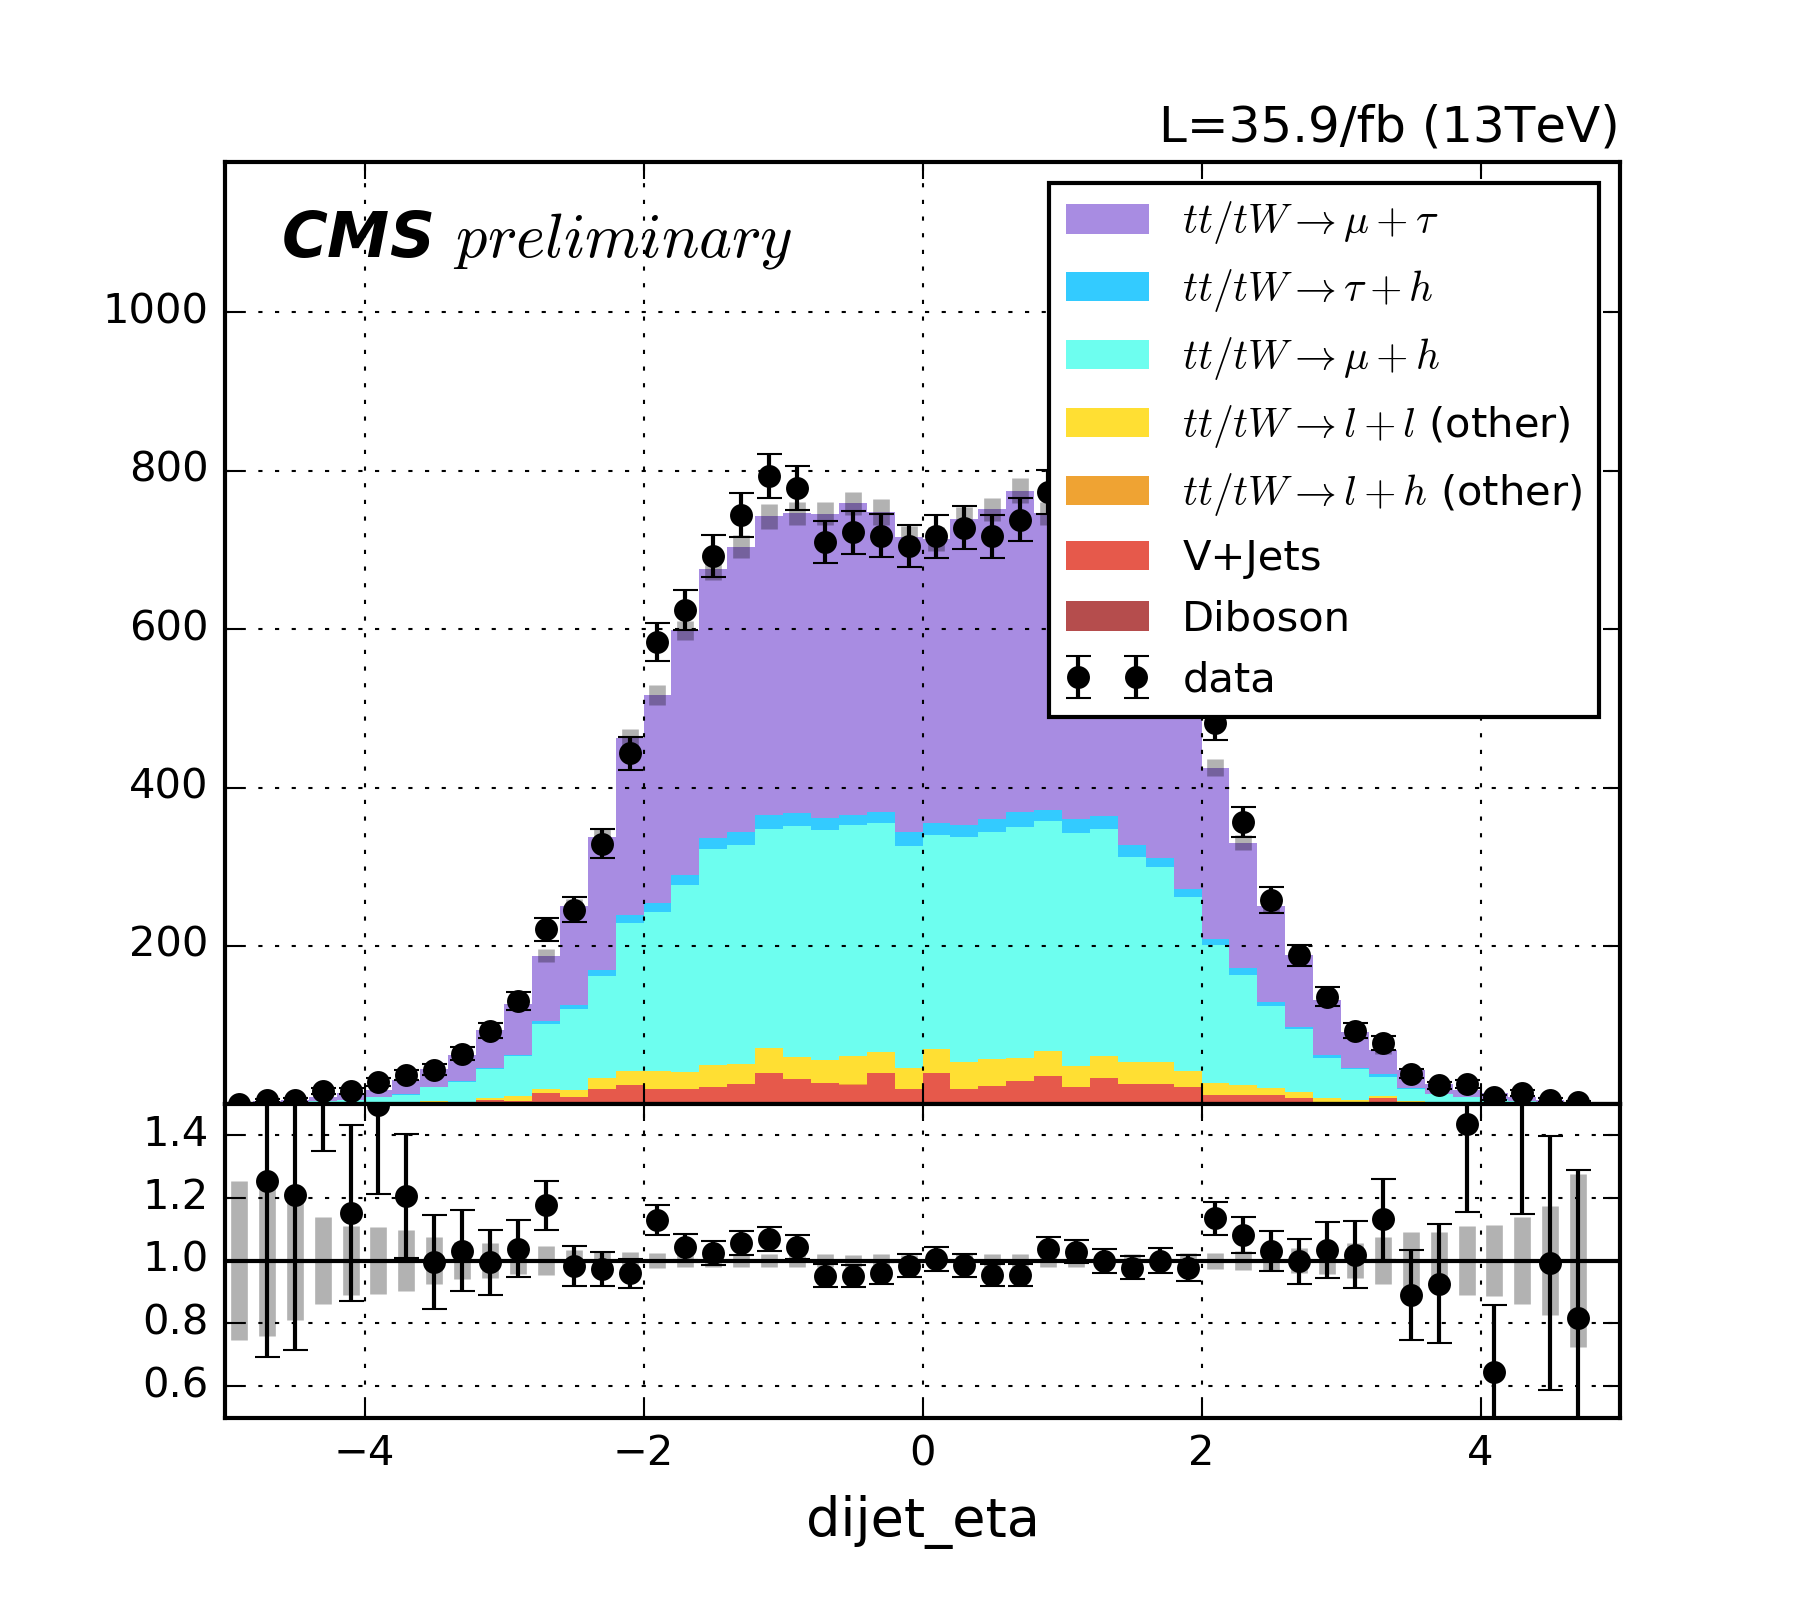 L=35.9/fb (13TeV)
CMS preliminary
tt/tW→μ+τ
tt/tW→τ+h
tt/tW→μ+h
tt/tW→l+l (other)
tt/tW→l+h (other)
V+Jets
Diboson
data
1000
800
600
400
200
1.4
1.2
1.0
0.8
0.6
−4 −2 0 2 4
dijet_eta